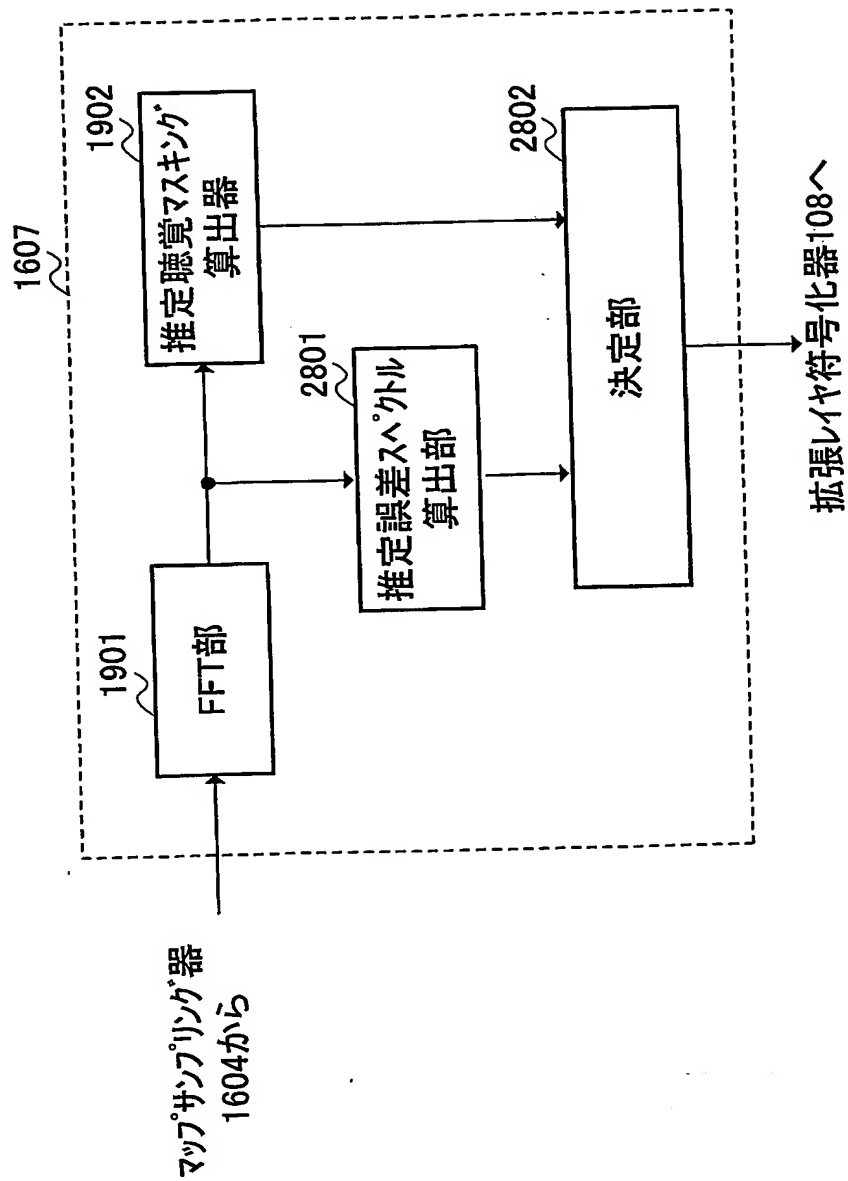 1607
1901
FFT部
1902
推定聴覚マスキング
算出器
2801
推定誤差スペクトル
算出部
2802
決定部
マップサンプリング器
1604から
拡張レイヤ符号化器108へ